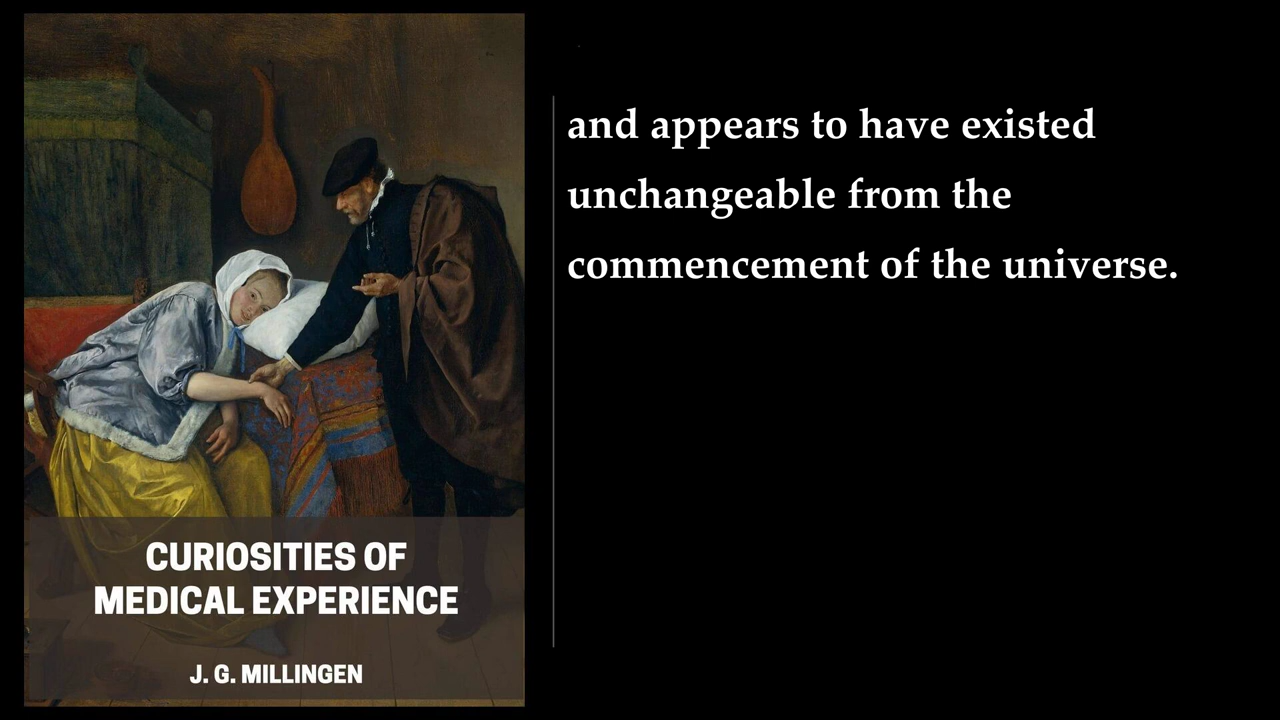 and appears to have existed
unchangeable from the
commencement of the universe.
CURIOSITIES OF
MEDICAL EXPERIENCE
J. G. MILLINGEN